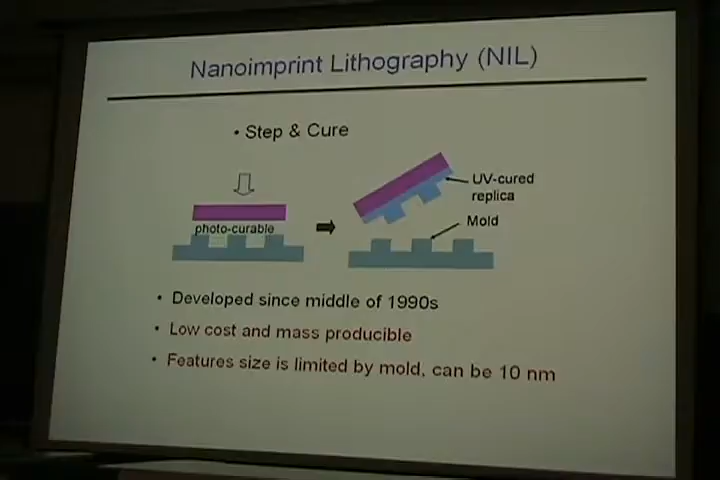 Nanoimprint Lithography (NIL)
• Step & Cure
UV-cured
replica
Mold
photo-curable
• Developed since middle of 1990s
• Low cost and mass producible
• Features size is limited by mold, can be 10 nm